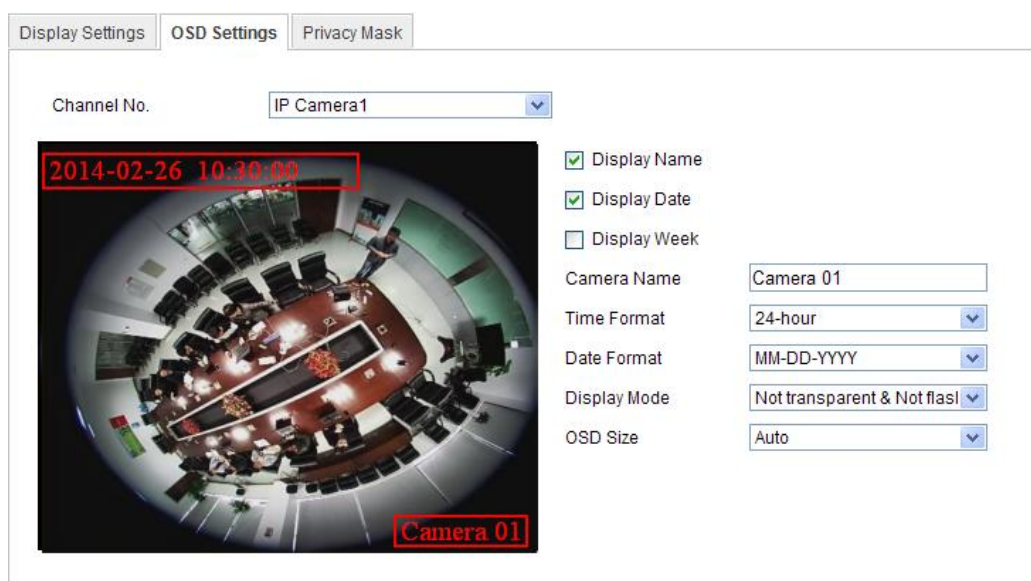 Display Settings
OSD Settings
Privacy Mask
Channel No.
IP Camera1
2014-02-26 10:30:00
Camera 01
Display Name
Display Date
Display Week
Camera Name
Camera 01
Time Format
24-hour
Date Format
MM-DD-YYYY
Display Mode
Not transparent & Not flasl
OSD Size
Auto